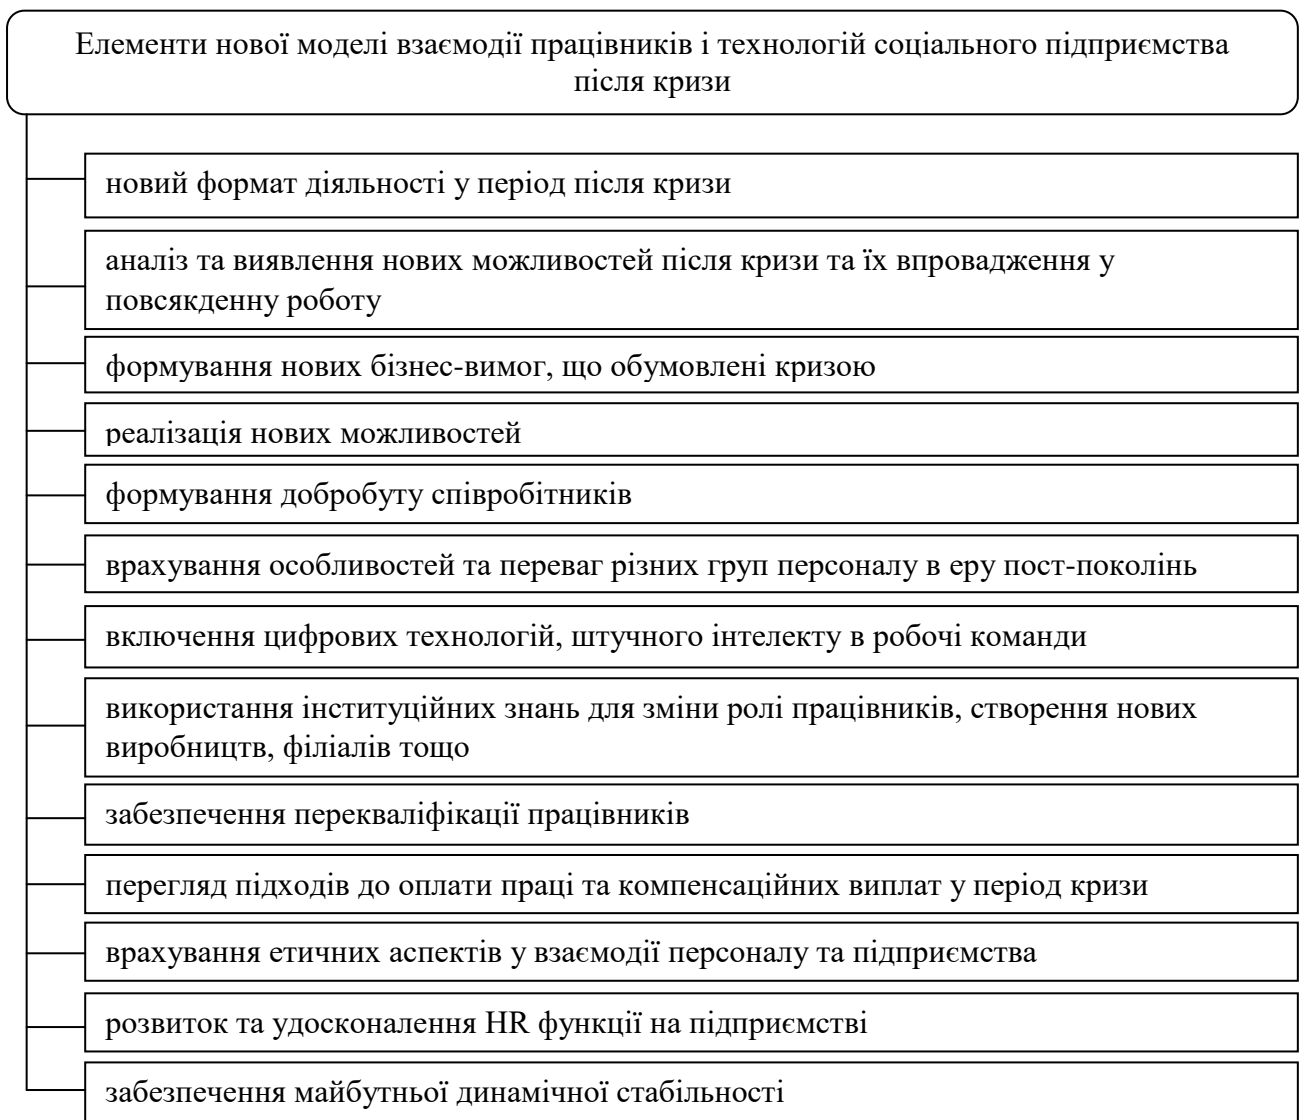 Елементи нової моделі взаємодії працівників і технологій соціального підприємства
після кризи
новий формат діяльності у період після кризи
аналіз та виявлення нових можливостей після кризи та їх впровадження у
повсякденну роботу
формування нових бізнес-вимог, що обумовлені кризою
реалізація нових можливостей
формування добробуту співробітників
врахування особливостей та переваг різних груп персоналу в еру пост-поколінь
включення цифрових технологій, штучного інтелекту в робочі команди
використання інституційних знань для зміни ролі працівників, створення нових
виробництв, філіалів тощо
забезпечення перекваліфікації працівників
перегляд підходів до оплати праці та компенсаційних виплат у період кризи
врахування етичних аспектів у взаємодії персоналу та підприємства
розвиток та удосконалення HR функції на підприємстві
забезпечення майбутньої динамічної стабільності